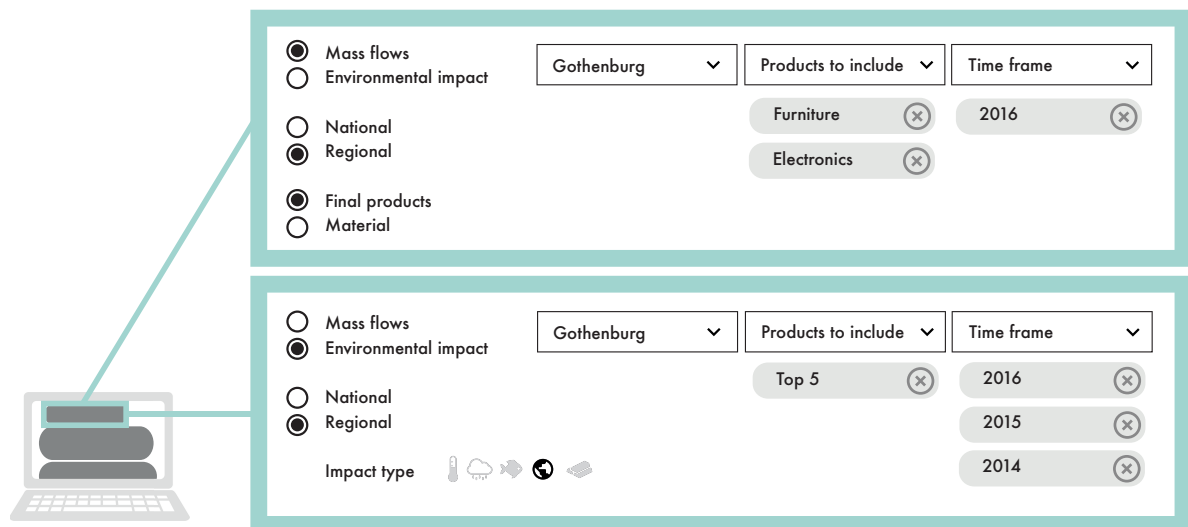 Mass flows
Environmental impact
Gothenburg
Products to include
Time frame
Furniture
2016
National
Regional
Electronics
Final products
Material
Mass flows
Environmental impact
Gothenburg
Products to include
Time frame
Top 5
2016
National
Regional
2015
Impact type
2014